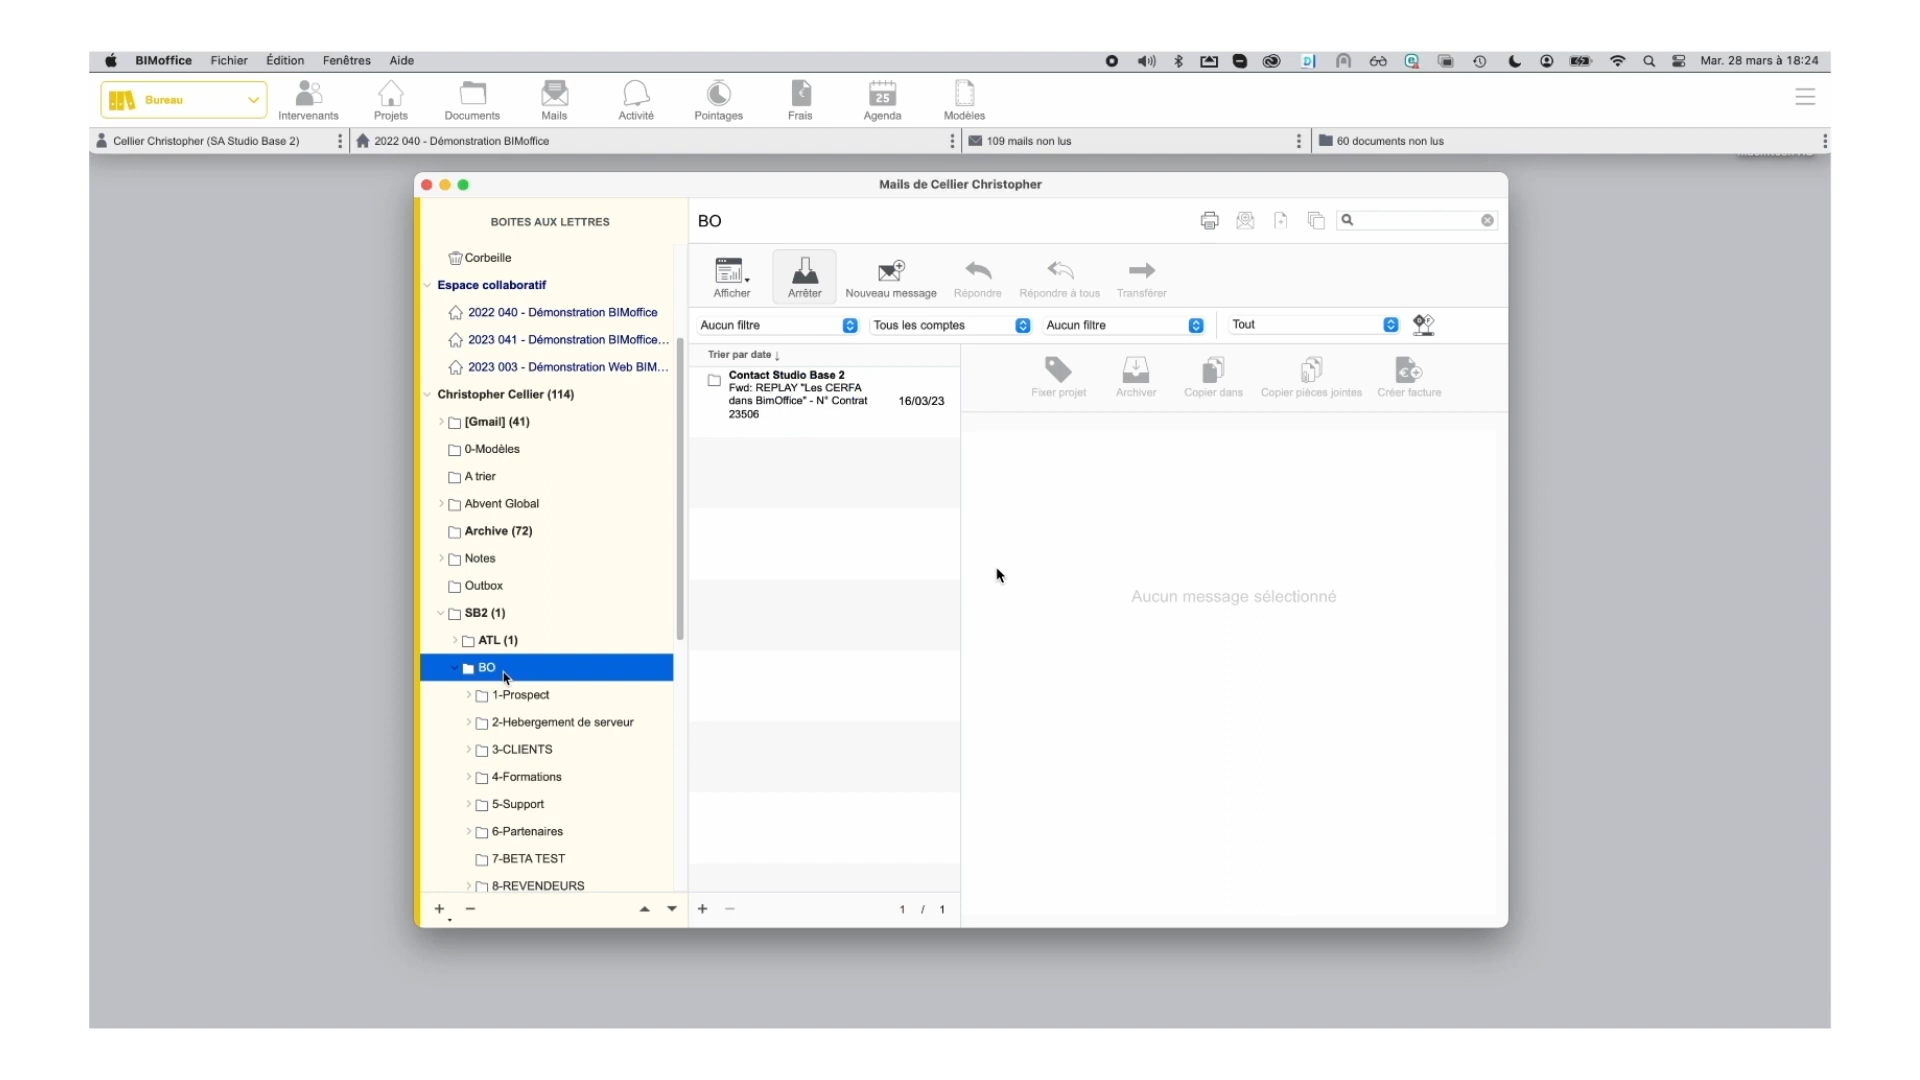 BIMoffice Fichier Édition Fenêtres Aide
Mar. 28 mars à 18:24
Bureau
Intervenants
Projets
Documents
Mails
Activité
Pointages
Frais
25
Agenda
Modèles
Cellier Christopher (SA Studio Base 2)
2022 040 - Démonstration BIMoffice
109 mails non lus
60 documents non lus
Mails de Cellier Christopher
BOITES AUX LETTRES
Corbeille
Espace collaboratif
2022 040 - Démonstration BIMoffice
2023 041 - Démonstration BIMoffice...
2023 003 - Démonstration Web BIM...
Christopher Cellier (114)
[Gmail] (41)
0-Modèles
A trier
Abvent Global
Archive (72)
Notes
Outbox
SB2 (1)
ATL (1)
BO
1-Prospect
2-Hebergement de serveur
3-CLIENTS
4-Formations
5-Support
6-Partenaires
7-BETA TEST
8-REVENDEURS
BO
Afficher
Arrêter
Nouveau message
Répondre
Répondre à tous
Transférer
Aucun filtre
Tous les comptes
Aucun filtre
Tout
Trier par date ↓
Contact Studio Base 2
Fwd: REPLAY "Les CERFA
dans BimOffice" - N° Contrat
23506
16/03/23
Fixer projet
Archiver
Copier dans
Copier pièces jointes
Créer facture
Aucun message sélectionné
1 / 1